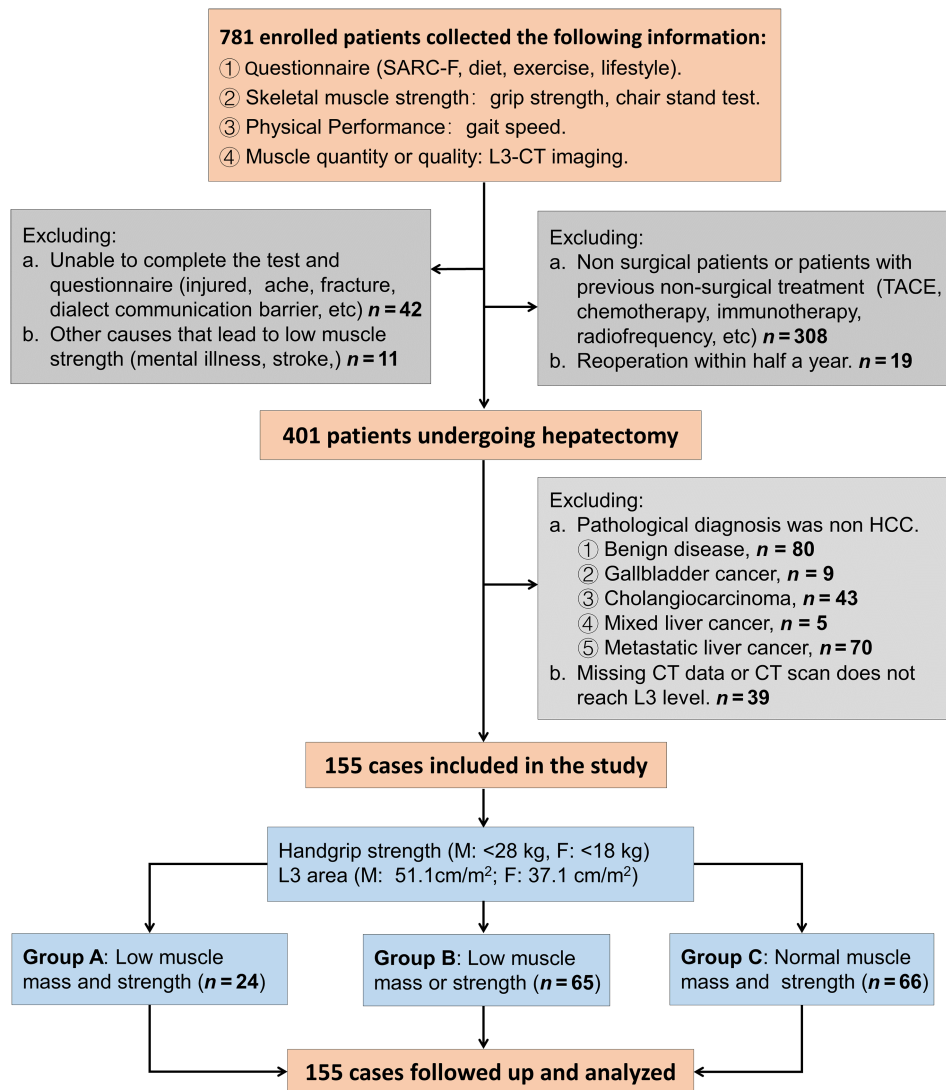 781 enrolled patients collected the following information:
① Questionnaire (SARC-F, diet, exercise, lifestyle).
② Skeletal muscle strength: grip strength, chair stand test.
③ Physical Performance: gait speed.
④ Muscle quantity or quality: L3-CT imaging.
Excluding:
a. Unable to complete the test and
questionnaire (injured, ache, fracture,
dialect communication barrier, etc) n = 42
b. Other causes that lead to low muscle
strength (mental illness, stroke,) n = 11
Excluding:
a. Non surgical patients or patients with
previous non-surgical treatment (TACE,
chemotherapy, immunotherapy,
radiofrequency, etc) n = 308
b. Reoperation within half a year. n = 19
401 patients undergoing hepatectomy
Excluding:
a. Pathological diagnosis was non HCC.
① Benign disease, n = 80
② Gallbladder cancer, n = 9
③ Cholangiocarcinoma, n = 43
④ Mixed liver cancer, n = 5
⑤ Metastatic liver cancer, n = 70
b. Missing CT data or CT scan does not
reach L3 level. n = 39
155 cases included in the study
Handgrip strength (M: <28 kg, F: <18 kg)
L3 area (M: 51.1cm/m²; F: 37.1 cm/m²)
Group A: Low muscle
mass and strength (n = 24)
Group B: Low muscle
mass or strength (n = 65)
Group C: Normal muscle
mass and strength (n = 66)
155 cases followed up and analyzed